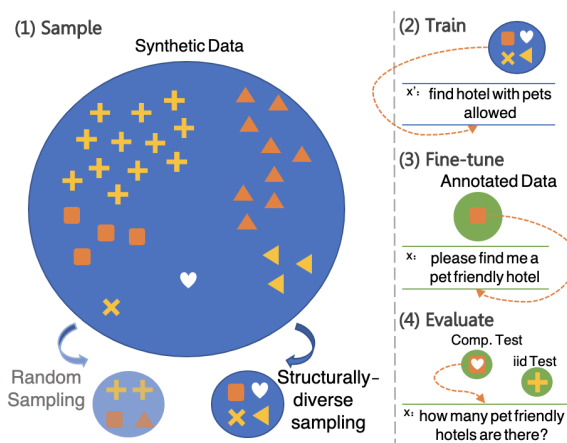 (1) Sample
Synthetic Data
Random
Sampling
Structurally-
diverse
sampling
(2) Train
x': find hotel with pets
allowed
(3) Fine-tune
Annotated Data
x: please find me a
pet friendly hotel
(4) Evaluate
Comp. Test
iid Test
x: how many pet friendly
hotels are there?